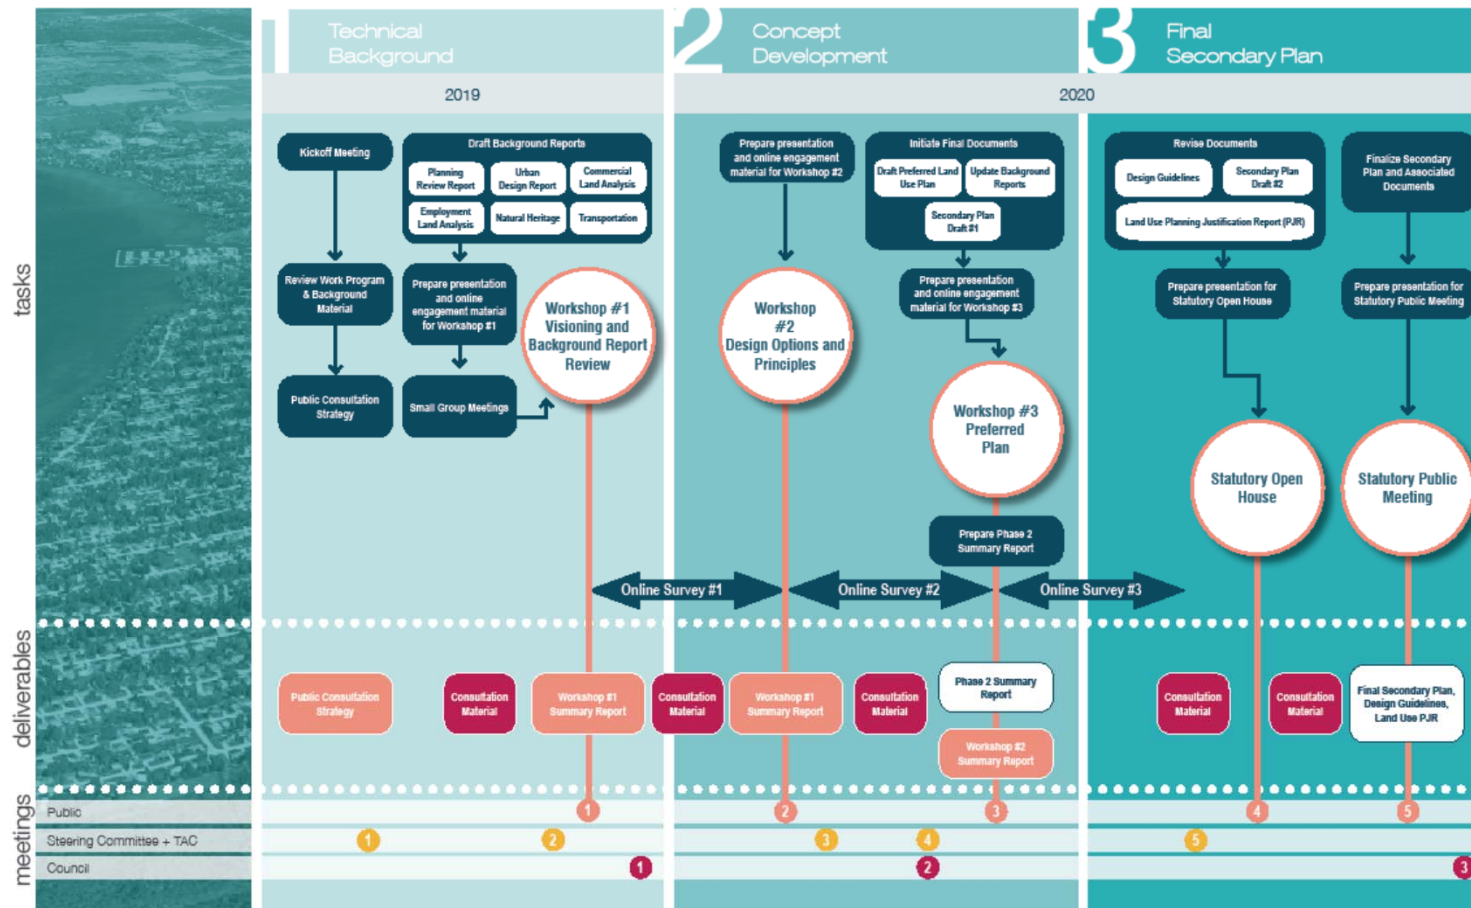 1
Technical
Background
2
Concept
Development
3
Final
Secondary Plan
2019
2020
tasks
Kickoff Meeting
Review Work Program
& Background
Material
Public Consultation
Strategy
Draft Background Reports
Planning
Review Report
Urban
Design Report
Commercial
Land Analysis
Employment
Land Analysis
Natural Heritage
Transportation
Prepare presentation
and online
engagement material
for Workshop #1
Small Group Meetings
Workshop #1
Visioning and
Background Report
Review
Prepare presentation
and online engagement
material for Workshop #2
Workshop
#2
Design Options and
Principles
Initiate Final Documents
Draft Preferred Land
Use Plan
Update Background
Reports
Secondary Plan
Draft #1
Prepare presentation
and online engagement
material for Workshop #3
Workshop #3
Preferred
Plan
Prepare Phase 2
Summary Report
Revise Documents
Design Guidelines
Secondary Plan
Draft #2
Land Use Planning Justification Report (PJR)
Prepare presentation for
Statutory Open House
Statutory Open
House
Finalize Secondary
Plan and Associated
Documents
Prepare presentation for
Statutory Public Meeting
Statutory Public
Meeting
Online Survey #1
Online Survey #2
Online Survey #3
deliverables
Public Consultation
Strategy
Consultation
Material
Workshop #1
Summary Report
Consultation
Material
Workshop #1
Summary Report
Consultation
Material
Phase 2 Summary
Report
Workshop #2
Summary Report
Consultation
Material
Consultation
Material
Final Secondary Plan,
Design Guidelines,
Land Use PJR
meetings
Public
1
2
3
4
5
Steering Committee + TAC
1
2
3
4
5
Council
1
2
3